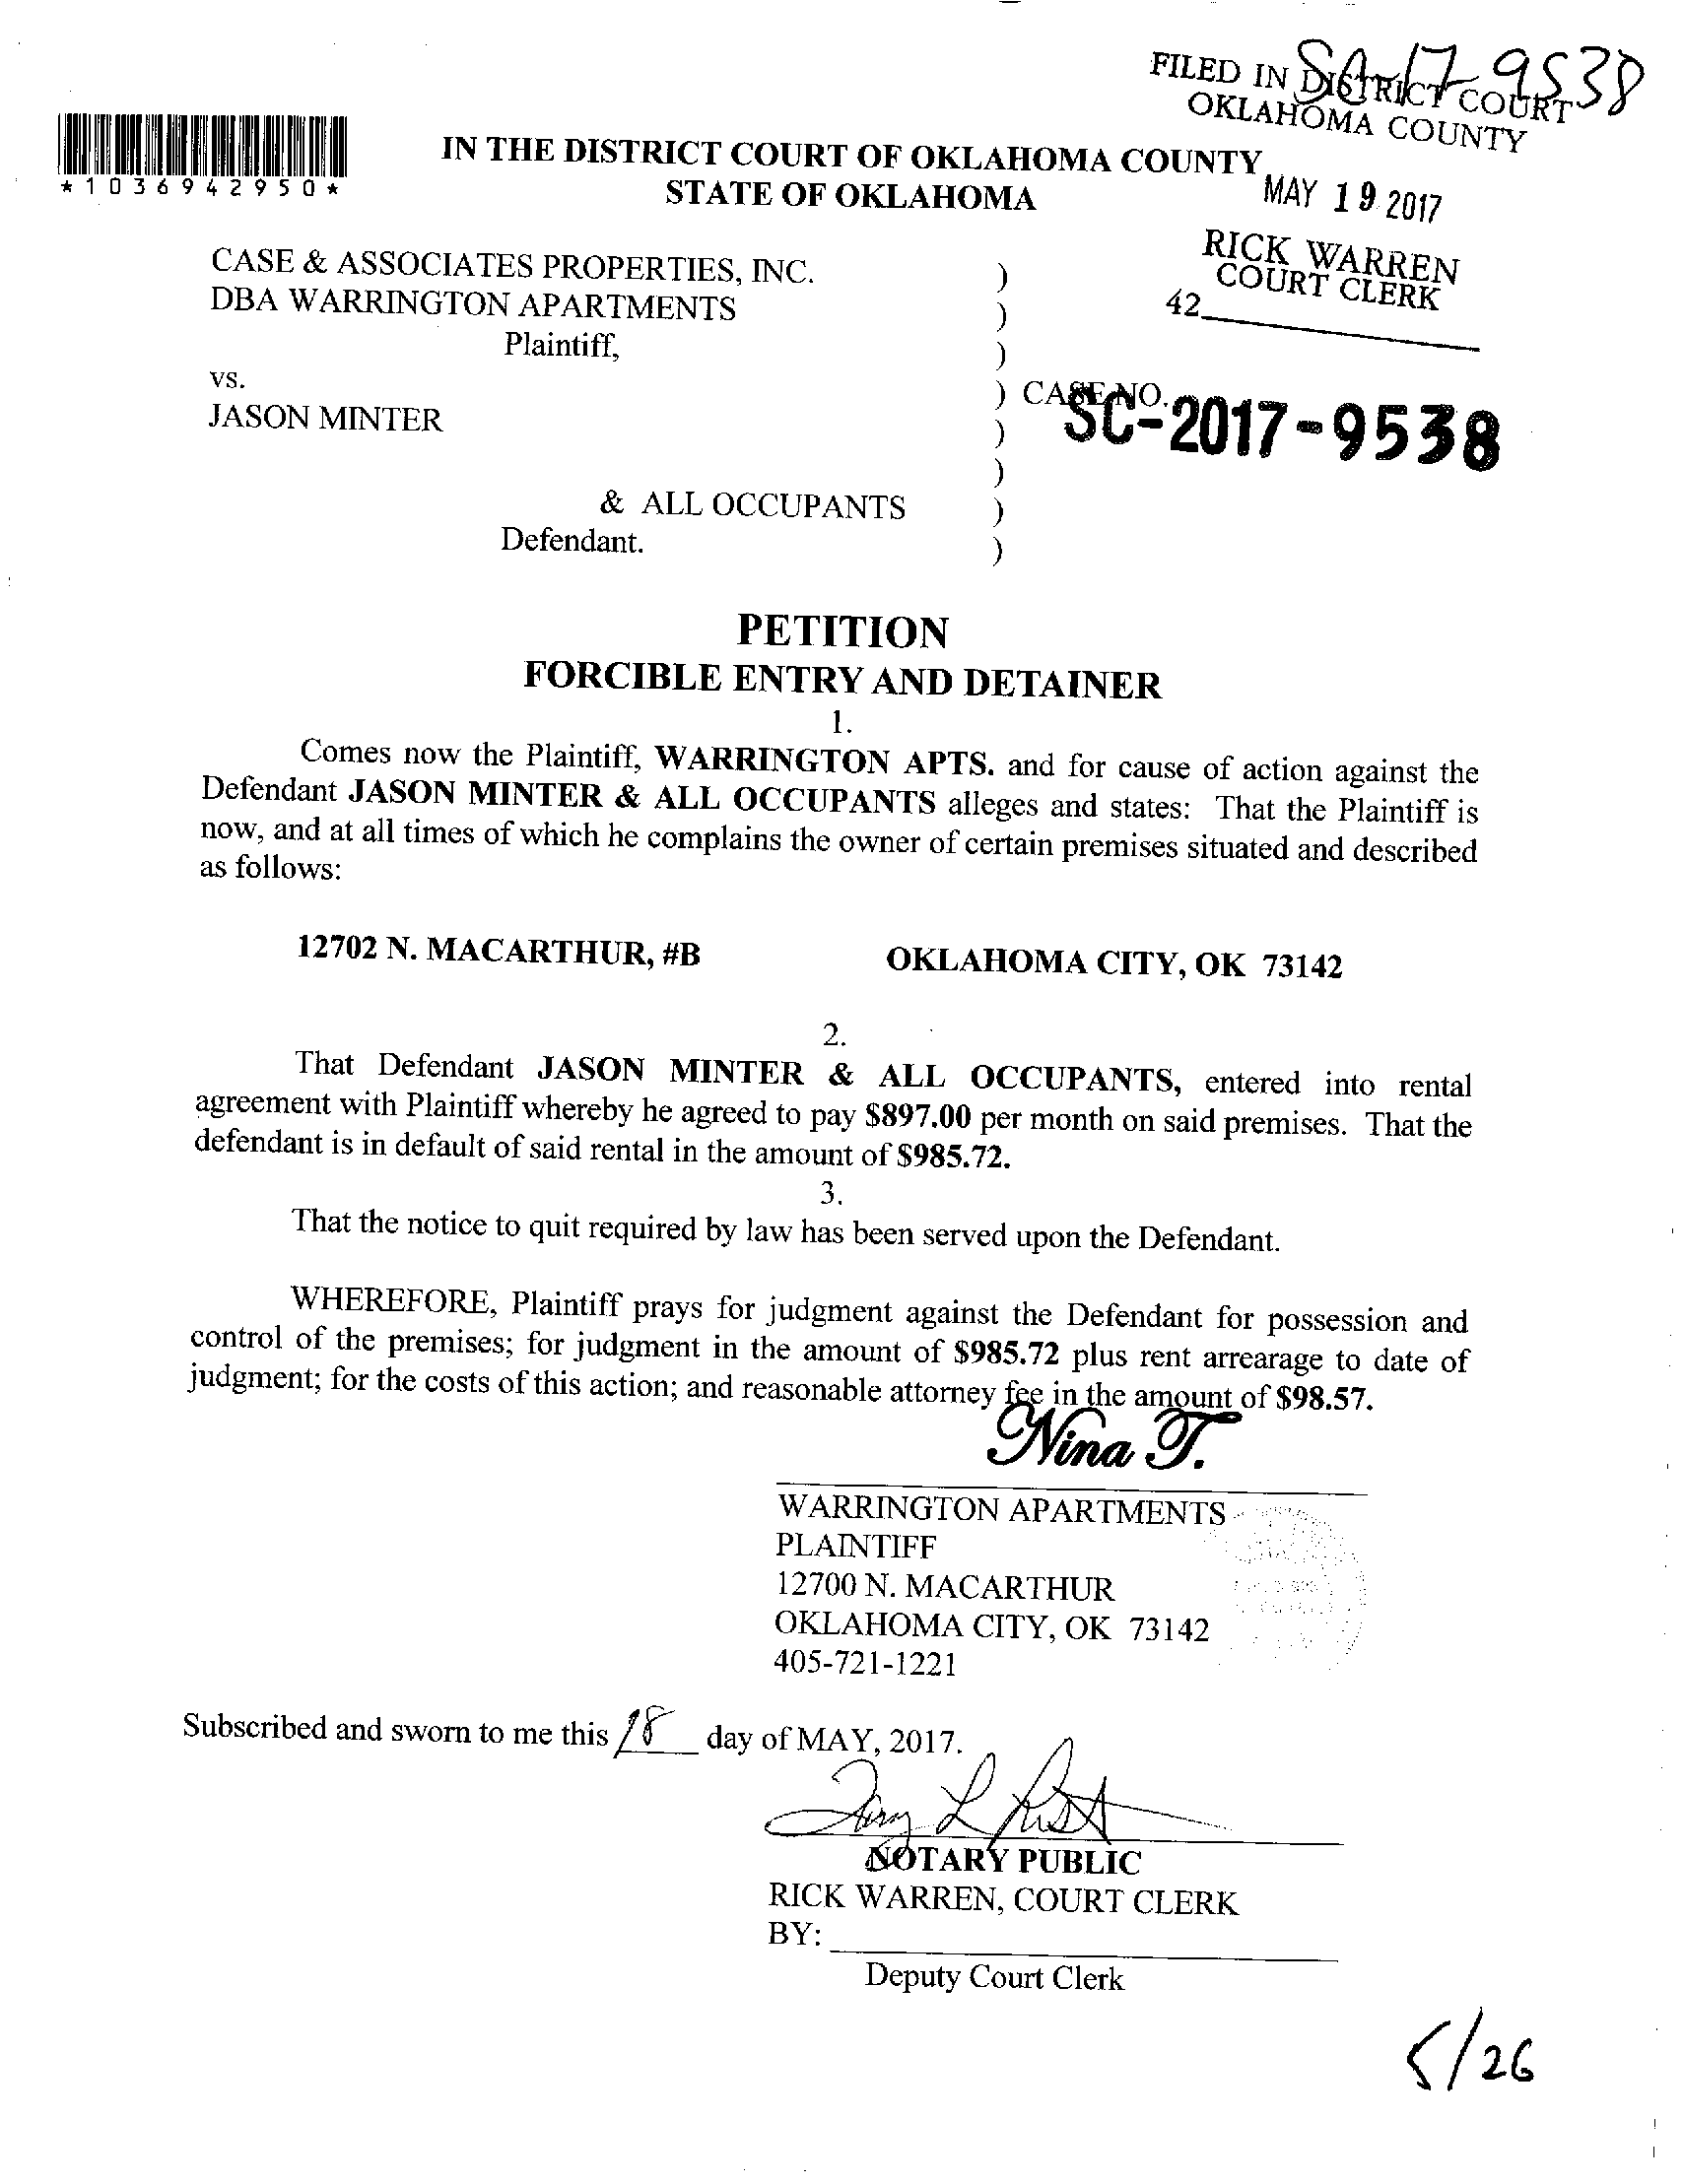 SC-17-9538
FILED IN DISTRICT COURT
OKLAHOMA COUNTY
*1036942950*
IN THE DISTRICT COURT OF OKLAHOMA COUNTY
STATE OF OKLAHOMA
MAY 19 2017
RICK WARREN
COURT CLERK
42
CASE & ASSOCIATES PROPERTIES, INC. )
DBA WARRINGTON APARTMENTS )
Plaintiff, )
vs. ) CASE NO.
SC-2017-9538
JASON MINTER )
)
& ALL OCCUPANTS )
Defendant. )
PETITION
FORCIBLE ENTRY AND DETAINER
1.
Comes now the Plaintiff, WARRINGTON APTS. and for cause of action against the
Defendant JASON MINTER & ALL OCCUPANTS alleges and states: That the Plaintiff is
now, and at all times of which he complains the owner of certain premises situated and described
as follows:
12702 N. MACARTHUR, #B OKLAHOMA CITY, OK 73142
2.
That Defendant JASON MINTER & ALL OCCUPANTS, entered into rental
agreement with Plaintiff whereby he agreed to pay $897.00 per month on said premises. That the
defendant is in default of said rental in the amount of $985.72.
3.
That the notice to quit required by law has been served upon the Defendant.
WHEREFORE, Plaintiff prays for judgment against the Defendant for possession and
control of the premises; for judgment in the amount of $985.72 plus rent arrearage to date of
judgment; for the costs of this action; and reasonable attorney fee in the amount of $98.57.
Nina T.
WARRINGTON APARTMENTS
PLAINTIFF
12700 N. MACARTHUR
OKLAHOMA CITY, OK 73142
405-721-1221
Subscribed and sworn to me this 18 day of MAY, 2017.
NOTARY PUBLIC
RICK WARREN, COURT CLERK
BY:
Deputy Court Clerk
5/26